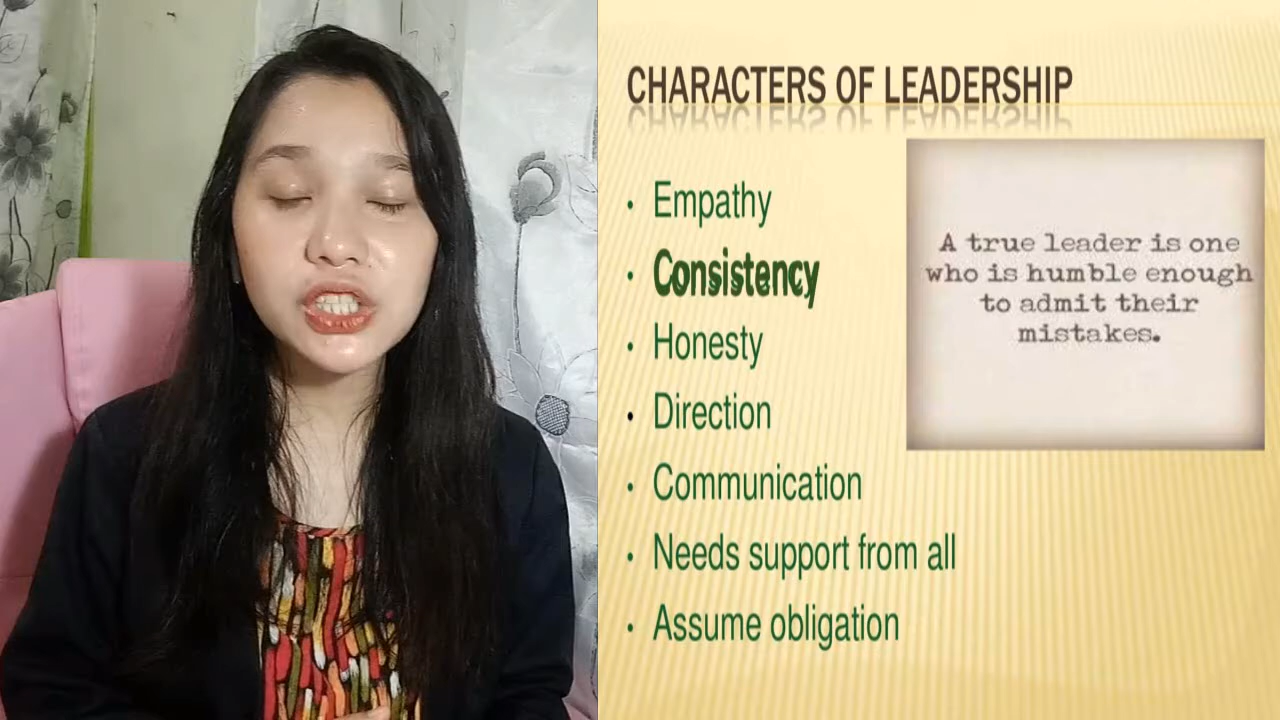 CHARACTERS OF LEADERSHIP
• Empathy
• Consistency
• Honesty
• Direction
• Communication
• Needs support from all
• Assume obligation
A true leader is one
who is humble enough
to admit their
mistakes.